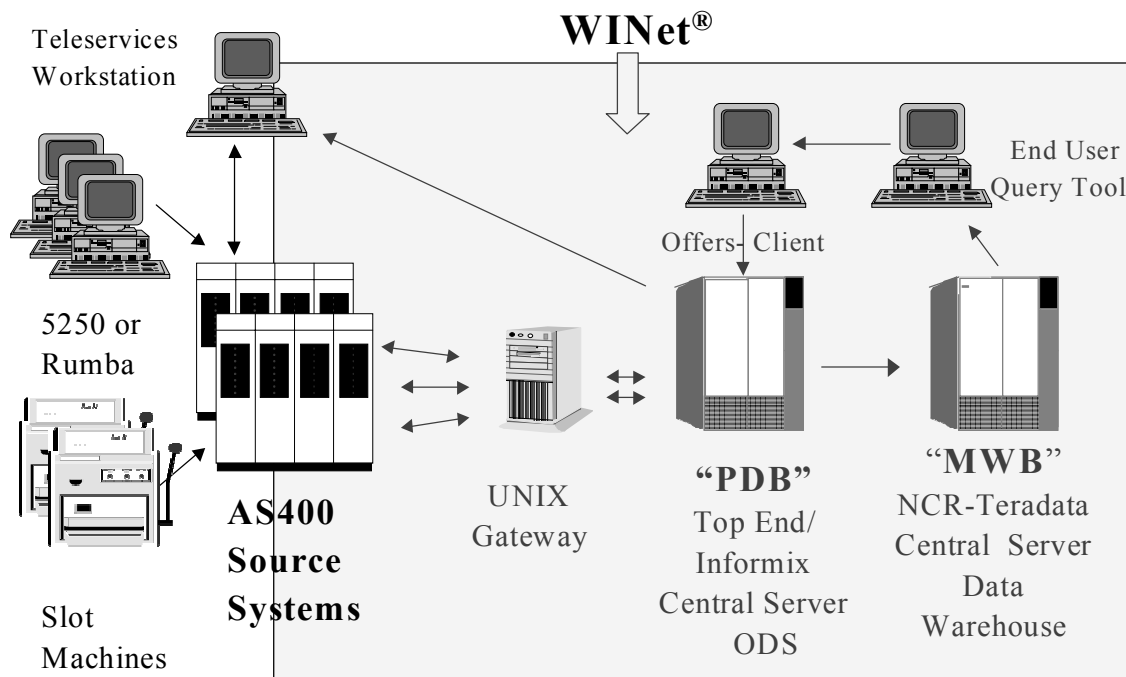 WINet®
Teleservices
Workstation
End User
Query Tool
Offers- Client
5250 or
Rumba
Slot
Machines
AS400
Source
Systems
UNIX
Gateway
“PDB”
Top End/
Informix
Central Server
ODS
“MWB”
NCR-Teradata
Central Server
Data
Warehouse